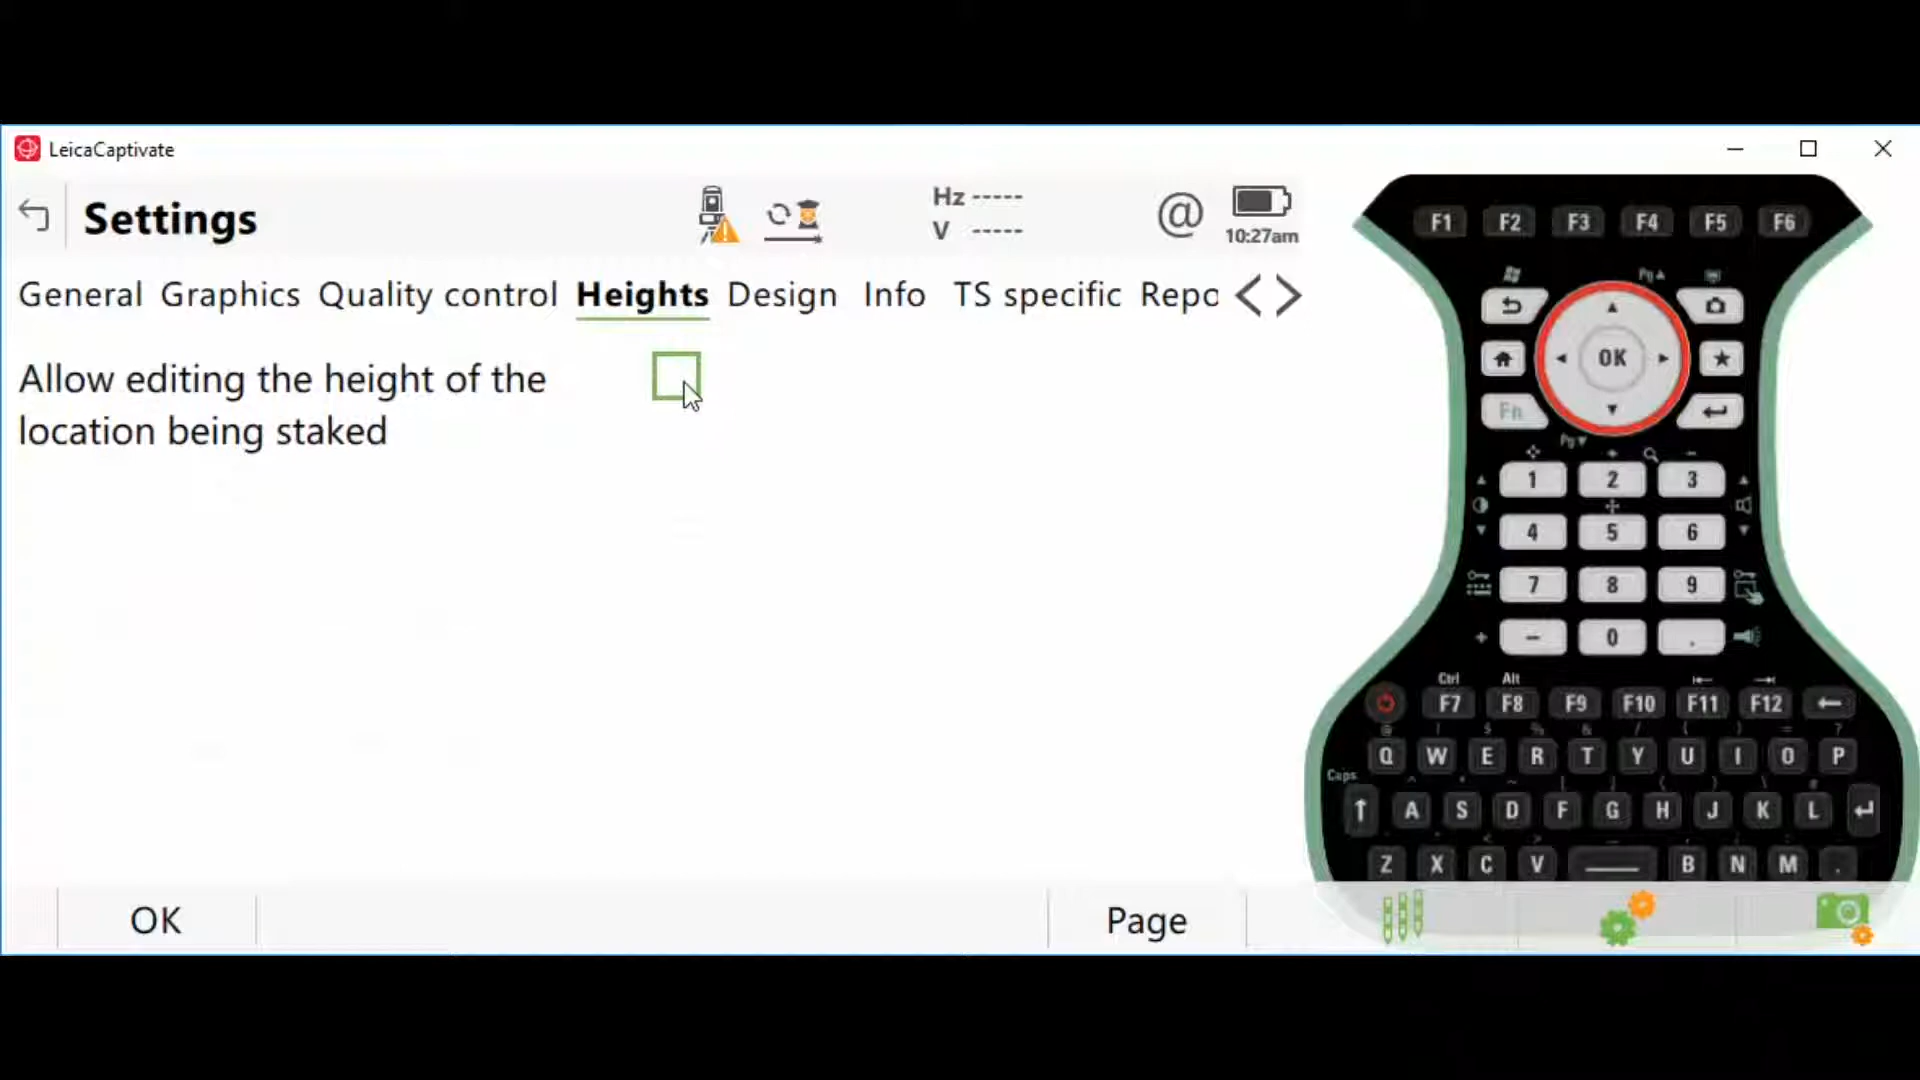 LeicaCaptivate
Settings
Hz -----
V -----
@
10:27am
General Graphics Quality control Heights Design Info TS specific Repo
Allow editing the height of the
location being staked
OK
Page
F1 F2 F3 F4 F5 F6
Pg
OK
Fn
Pg
1 2 3
4 5 6
7 8 9
- 0 .
Ctrl Alt
F7 F8 F9 F10 F11 F12
Q W E R T Y U I O P
Caps
A S D F G H J K L
Z X C V B N M .